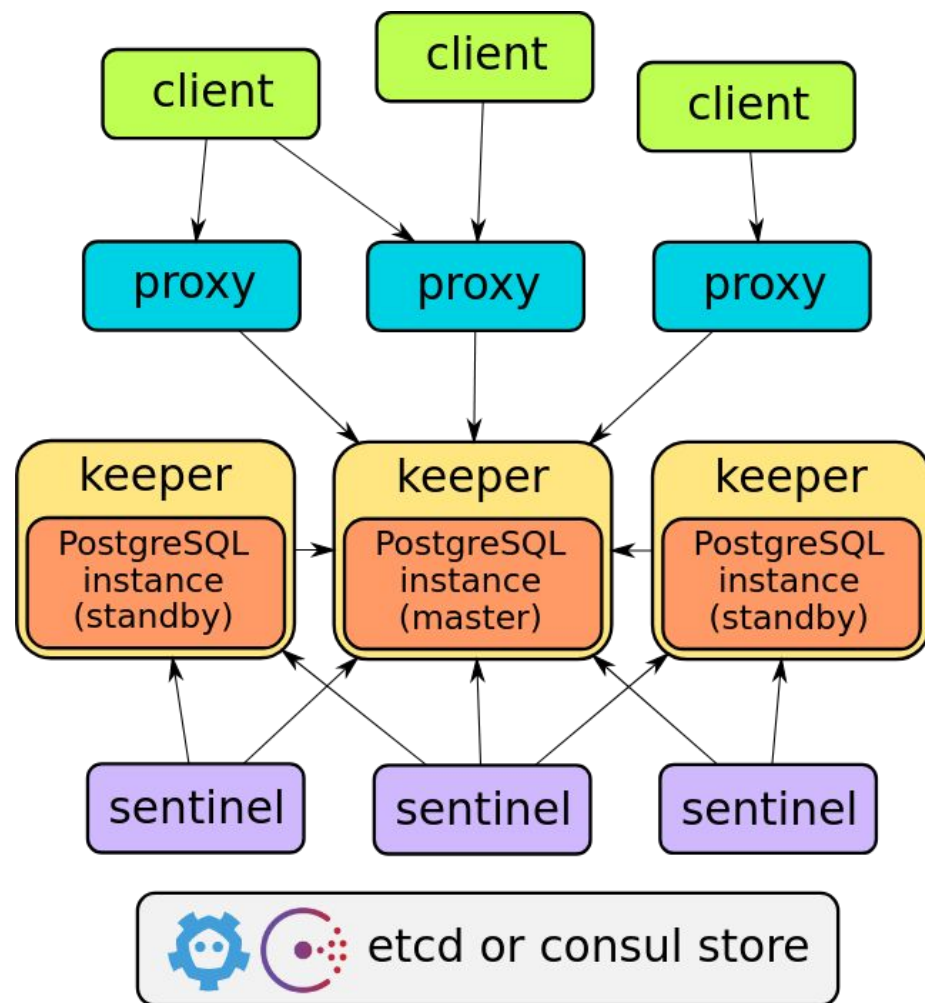 client
client
client
proxy
proxy
proxy
keeper
PostgreSQL
instance
(standby)
keeper
PostgreSQL
instance
(master)
keeper
PostgreSQL
instance
(standby)
sentinel
sentinel
sentinel
etcd or consul store